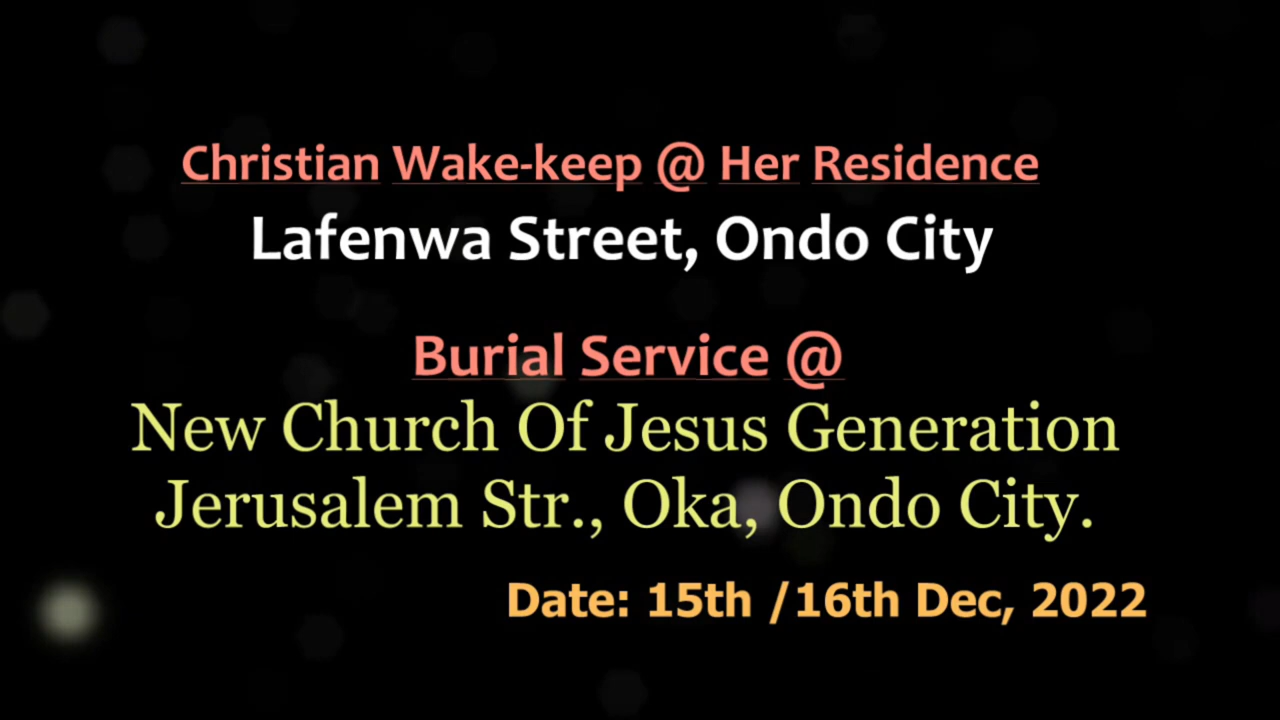 Christian Wake-keep @ Her Residence
Lafenwa Street, Ondo City
Burial Service @
New Church Of Jesus Generation
Jerusalem Str., Oka, Ondo City.
Date: 15th /16th Dec, 2022